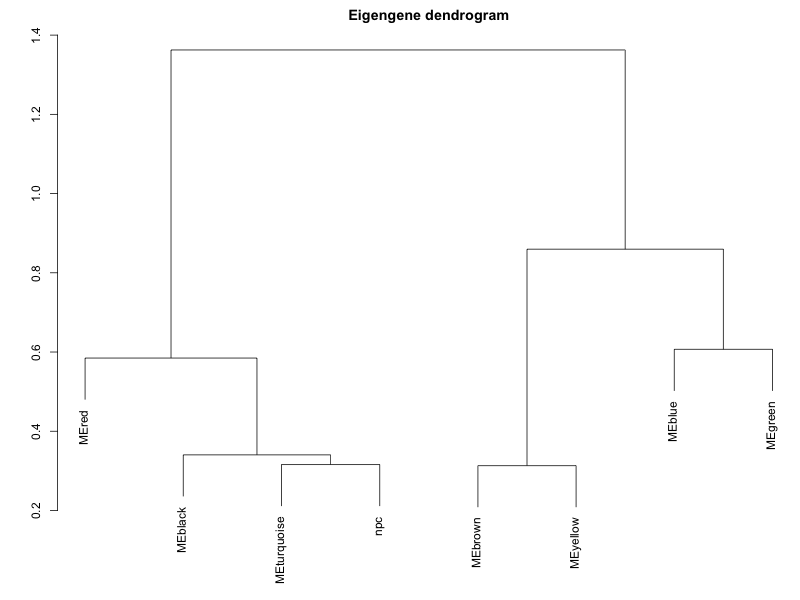 Eigengene dendrogram
1.4
1.2
1.0
0.8
0.6
0.4
0.2
MEred
MEblack
MEturquoise
npc
MEbrown
MEyellow
MEblue
MEgreen